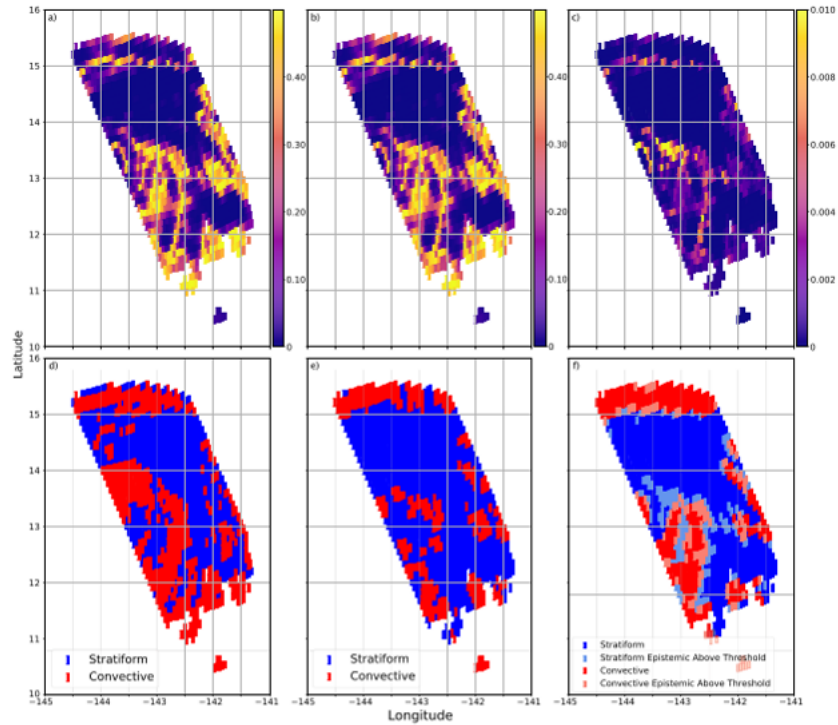 16 a) b) c) 0.010
15 0.40 0.40 0.008
14 0.30 0.30 0.006
13
0.20 0.20 0.004
12
0.10 0.10 0.002
11
10 0 0 0
Latitude
16 d) e) f)
15
14
13
12
11
Stratiform Stratiform Stratiform
Stratiform Epistemic Above Threshold
Convective Convective Convective
Convective Epistemic Above Threshold
10
−145 −144 −143 −142 −141 −145 −144 −143 −142 −141 −145 −144 −143 −142 −141
Longitude